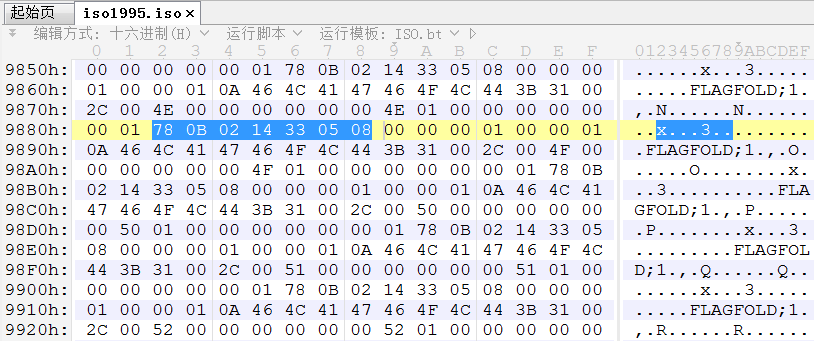 起始页 iso1995.iso×
编辑方式: 十六进制(H) 运行脚本 运行模板: ISO.bt
0 1 2 3 4 5 6 7 8 9 A B C D E F 0123456789ABCDEF
9850h: 00 00 00 00 00 01 78 0B 02 14 33 05 08 00 00 00 ......x...3.....
9860h: 01 00 00 01 0A 46 4C 41 47 46 4F 4C 44 3B 31 00 .....FLAGFOLD;1.
9870h: 2C 00 4E 00 00 00 00 00 00 4E 01 00 00 00 00 00 ,.N......N......
9880h: 00 01 78 0B 02 14 33 05 08 00 00 00 01 00 00 01 ..x...3.........
9890h: 0A 46 4C 41 47 46 4F 4C 44 3B 31 00 2C 00 4F 00 .FLAGFOLD;1.,.O.
98A0h: 00 00 00 00 00 4F 01 00 00 00 00 00 00 01 78 0B .....O........x.
98B0h: 02 14 33 05 08 00 00 00 01 00 00 01 0A 46 4C 41 ..3..........FLA
98C0h: 47 46 4F 4C 44 3B 31 00 2C 00 50 00 00 00 00 00 GFOLD;1.,.P.....
98D0h: 00 50 01 00 00 00 00 00 00 01 78 0B 02 14 33 05 .P........x...3.
98E0h: 08 00 00 00 01 00 00 01 0A 46 4C 41 47 46 4F 4C .........FLAGFOL
98F0h: 44 3B 31 00 2C 00 51 00 00 00 00 00 00 51 01 00 D;1.,.Q......Q..
9900h: 00 00 00 00 00 01 78 0B 02 14 33 05 08 00 00 00 ......x...3.....
9910h: 01 00 00 01 0A 46 4C 41 47 46 4F 4C 44 3B 31 00 .....FLAGFOLD;1.
9920h: 2C 00 52 00 00 00 00 00 00 52 01 00 00 00 00 00 ,.R......R......